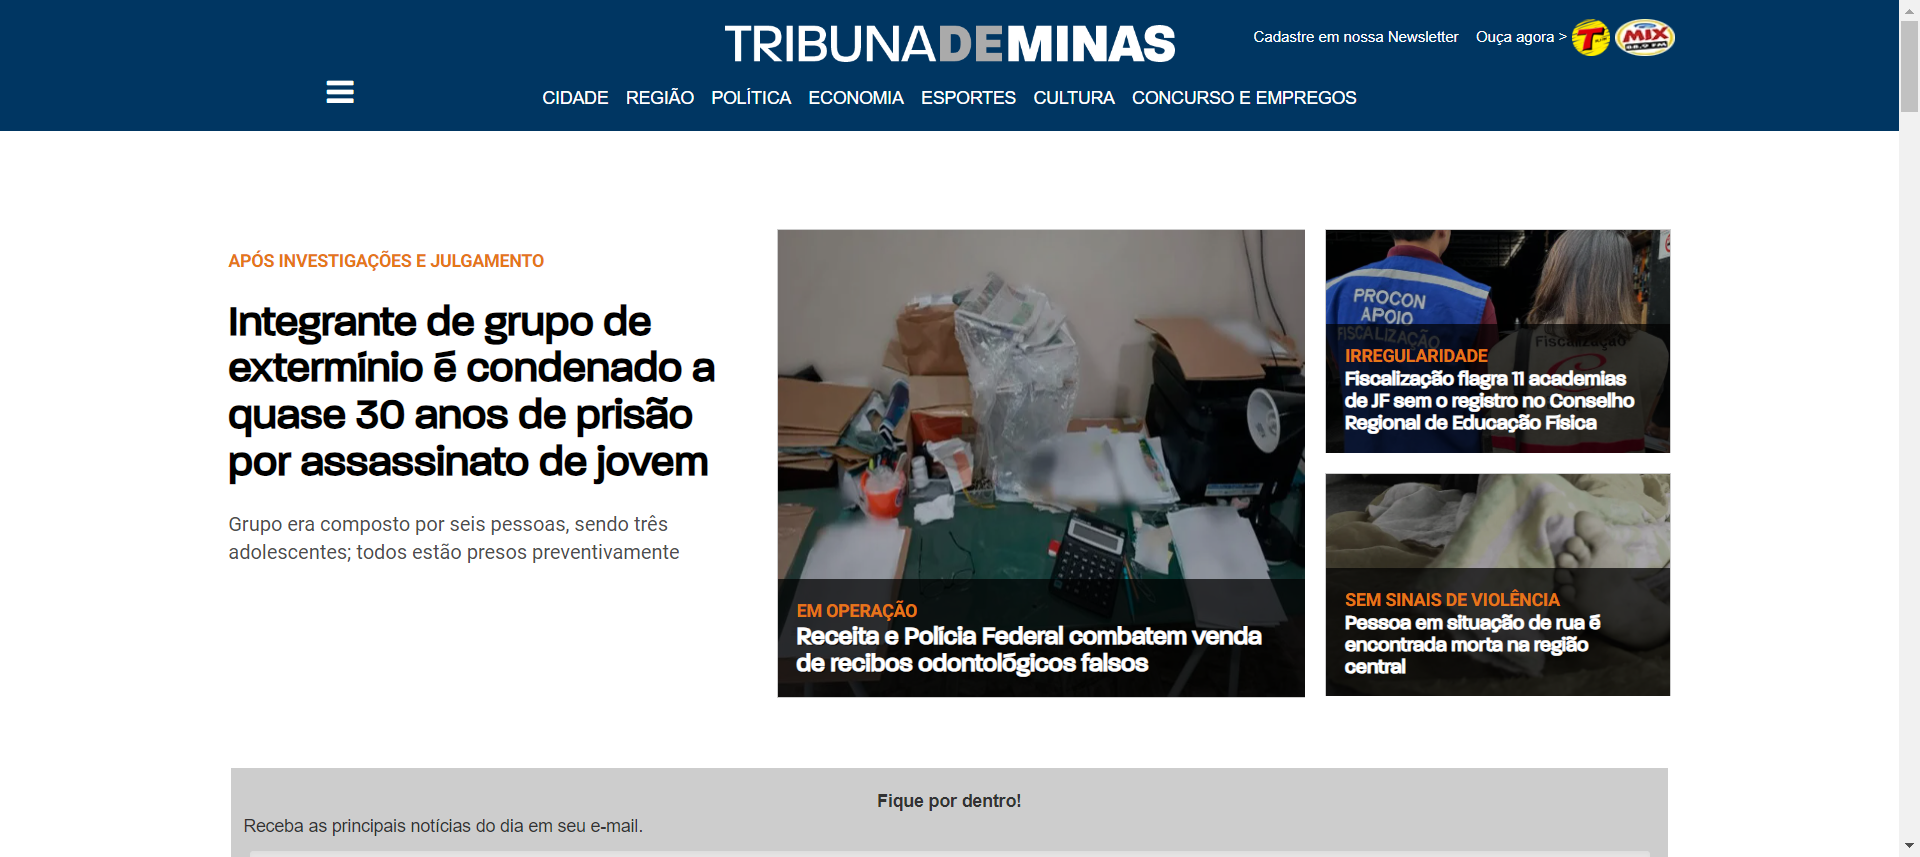 TRIBUNADEMINAS
Cadastre em nossa Newsletter Ouça agora >
T
MIX
CIDADE REGIÃO POLÍTICA ECONOMIA ESPORTES CULTURA CONCURSO E EMPREGOS
APÓS INVESTIGAÇÕES E JULGAMENTO
Integrante de grupo de
extermínio é condenado a
quase 30 anos de prisão
por assassinato de jovem
Grupo era composto por seis pessoas, sendo três
adolescentes; todos estão presos preventivamente
EM OPERAÇÃO
Receita e Polícia Federal combatem venda
de recibos odontológicos falsos
PROCON
APOIO
FISCALIZAÇÃO
Fiscalização
IRREGULARIDADE
Fiscalização flagra 11 academias
de JF sem o registro no Conselho
Regional de Educação Física
SEM SINAIS DE VIOLÊNCIA
Pessoa em situação de rua é
encontrada morta na região
central
Fique por dentro!
Receba as principais notícias do dia em seu e-mail.